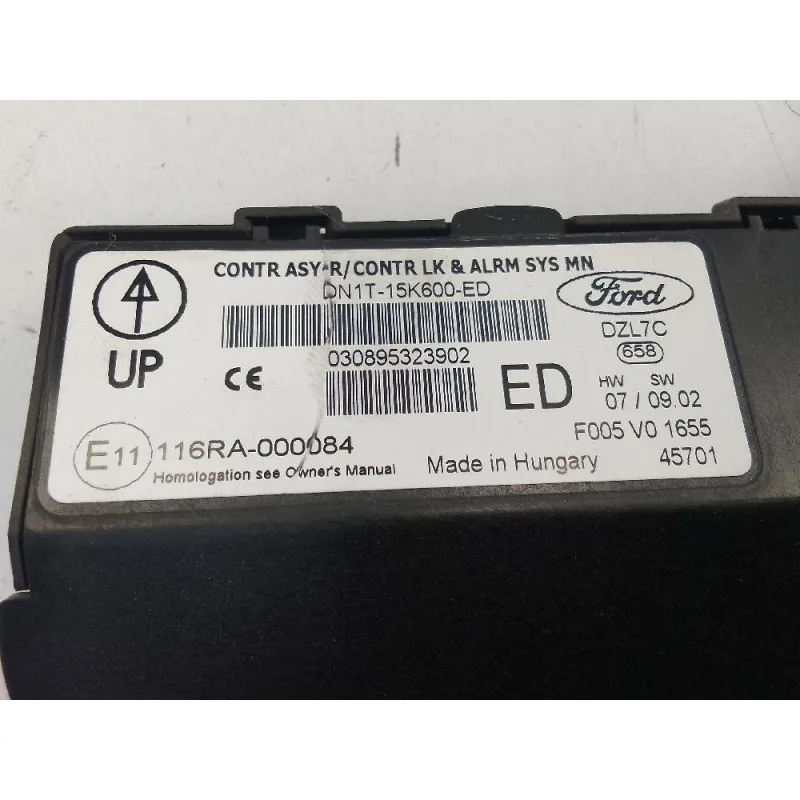 CONTR ASY-R/CONTR LK & ALRM SYS MN
DN1T-15K600-ED
Ford
UP
030895323902
CE
ED
DZL7C
658
HW SW
07 / 09.02
E11 116RA-000084
Homologation see Owner's Manual
Made in Hungary
F005 V0 1655
45701